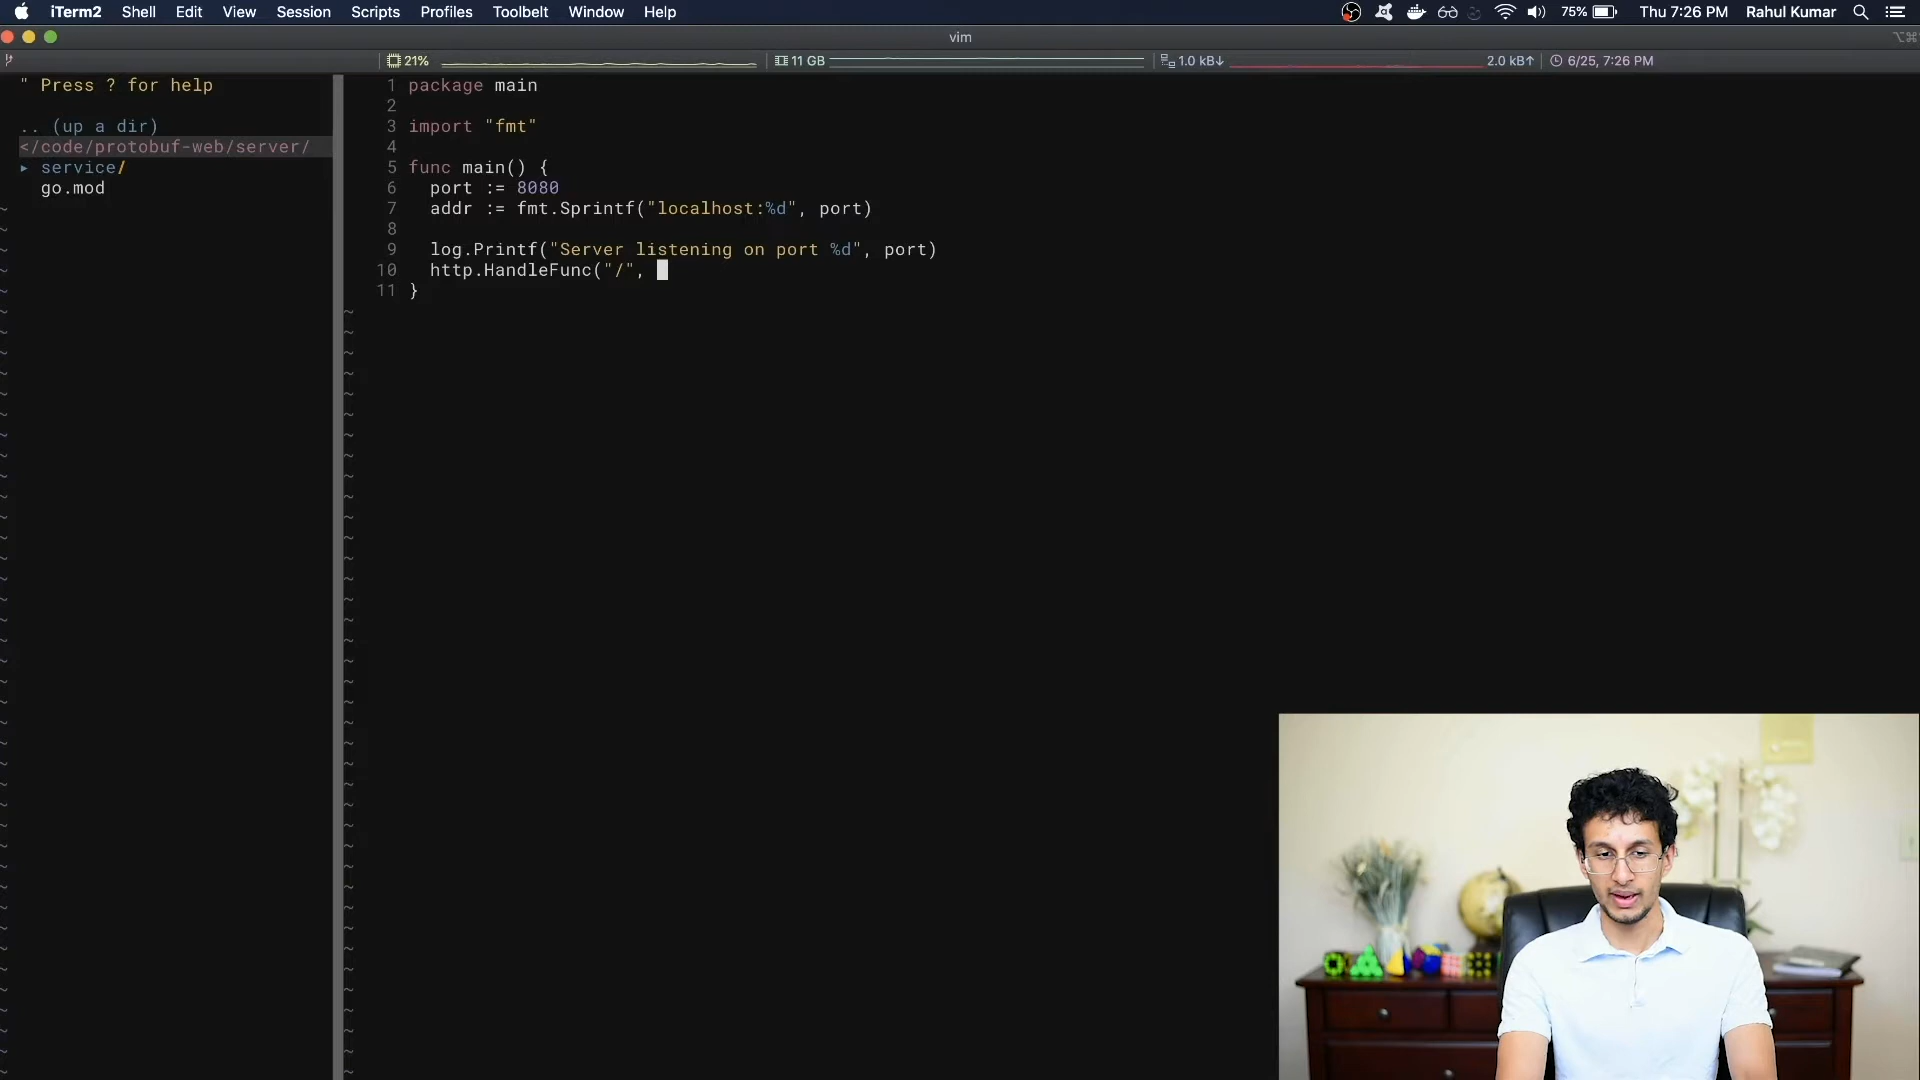 iTerm2 Shell Edit View Session Scripts Profiles Toolbelt Window Help 75% Thu 7:26 PM Rahul Kumar
vim
21% 11 GB 1.0 kB↓ 2.0 kB↑ 6/25, 7:26 PM
" Press ? for help
.. (up a dir)
</code/protobuf-web/server/
▸ service/
go.mod
1 package main
2
3 import "fmt"
4
5 func main() {
6 port := 8080
7 addr := fmt.Sprintf("localhost:%d", port)
8
9 log.Printf("Server listening on port %d", port)
10 http.HandleFunc("/",
11 }